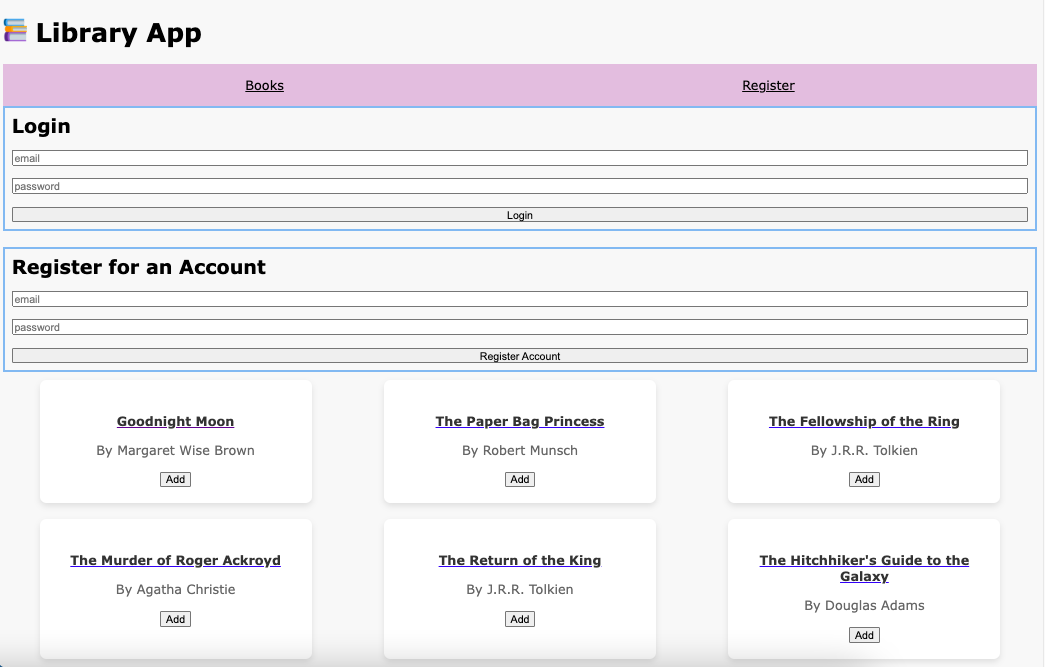 Library App
Books Register
Login
email
password
Login
Register for an Account
email
password
Register Account
Goodnight Moon
By Margaret Wise Brown
Add
The Paper Bag Princess
By Robert Munsch
Add
The Fellowship of the Ring
By J.R.R. Tolkien
Add
The Murder of Roger Ackroyd
By Agatha Christie
Add
The Return of the King
By J.R.R. Tolkien
Add
The Hitchhiker's Guide to the
Galaxy
By Douglas Adams
Add